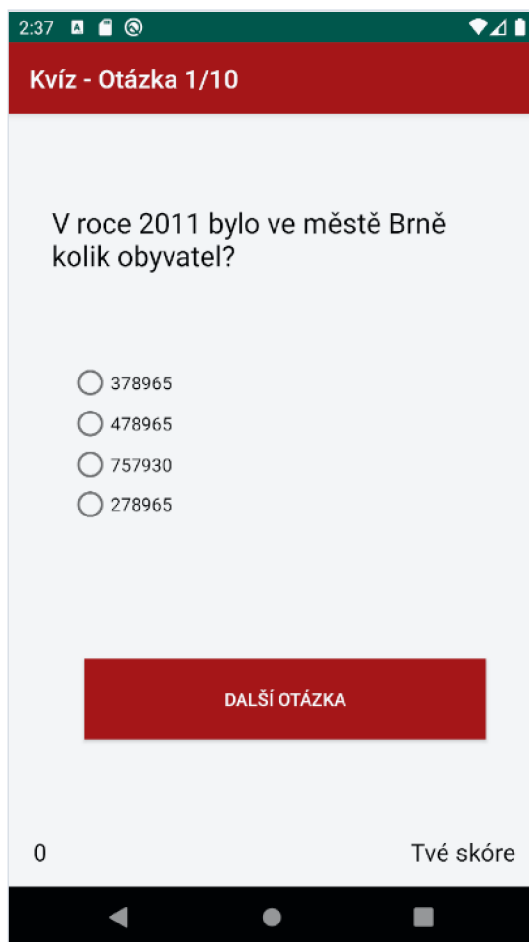 2:37
Kvíz - Otázka 1/10
V roce 2011 bylo ve městě Brně
kolik obyvatel?
378965
478965
757930
278965
DALŠÍ OTÁZKA
0 Tvé skóre